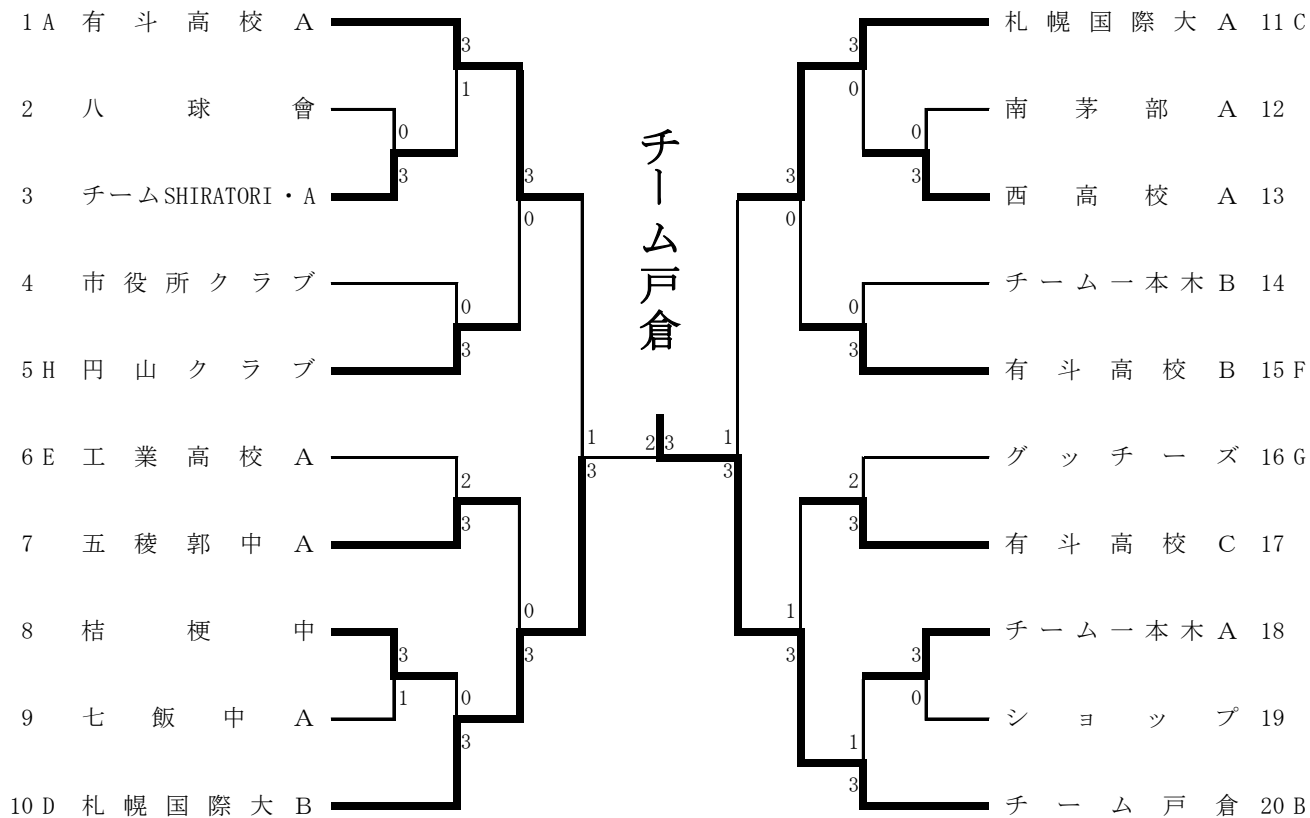 1 A 有斗高校 A
2 八球會
3 チームSHIRATORI・A
4 市役所クラブ
5 H 円山クラブ
6 E 工業高校 A
7 五稜郭中 A
8 桔梗中
9 七飯中 A
10 D 札幌国際大 B
3
1
0
3
3
0
0
3
2
3
0
3
3
1
0
3
1
3
2 3
チーム戸倉
札幌国際大 A 11 C
南茅部 A 12
西高校 A 13
チーム一本木 B 14
有斗高校 B 15 F
グッチーズ 16 G
有斗高校 C 17
チーム一本木 A 18
ショップ 19
チーム戸倉 20 B
3
0
0
3
3
0
0
3
1
3
2
3
1
3
3
0
1
3